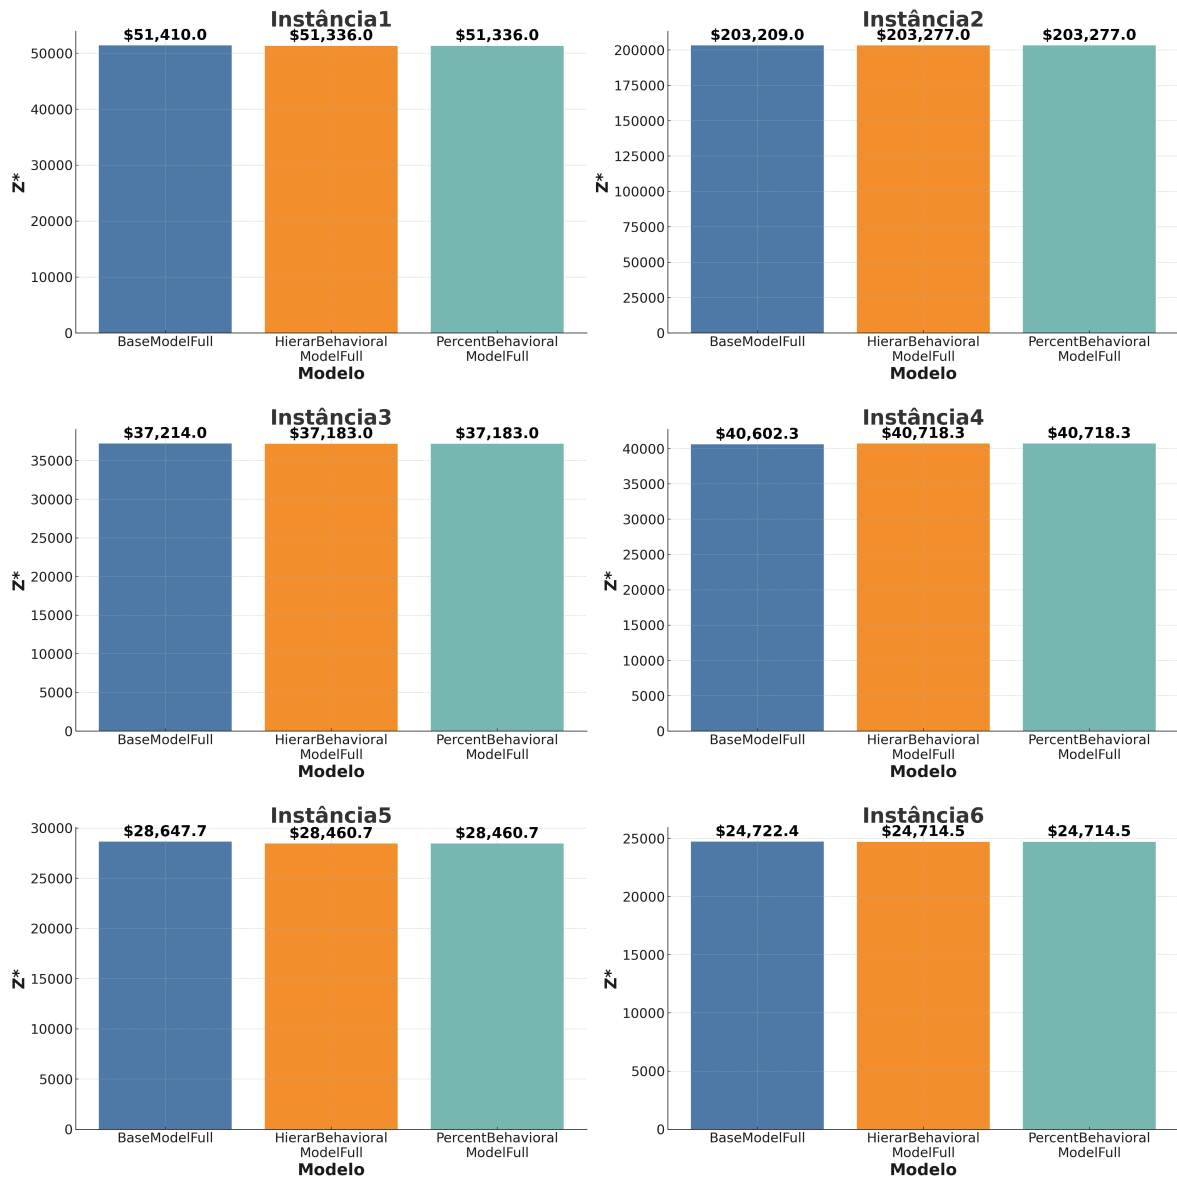 Instância1
$51,410.0 $51,336.0 $51,336.0
50000
40000
30000
20000
10000
0
Z*
BaseModelFull HierarBehavioral PercentBehavioral
ModelFull ModelFull
Modelo
Instância2
$203,209.0 $203,277.0 $203,277.0
200000
175000
150000
125000
100000
75000
50000
25000
0
Z*
BaseModelFull HierarBehavioral PercentBehavioral
ModelFull ModelFull
Modelo
Instância3
$37,214.0 $37,183.0 $37,183.0
35000
30000
25000
20000
15000
10000
5000
0
Z*
BaseModelFull HierarBehavioral PercentBehavioral
ModelFull ModelFull
Modelo
Instância4
$40,602.3 $40,718.3 $40,718.3
40000
35000
30000
25000
20000
15000
10000
5000
0
Z*
BaseModelFull HierarBehavioral PercentBehavioral
ModelFull ModelFull
Modelo
Instância5
$28,647.7 $28,460.7 $28,460.7
30000
25000
20000
15000
10000
5000
0
Z*
BaseModelFull HierarBehavioral PercentBehavioral
ModelFull ModelFull
Modelo
Instância6
$24,722.4 $24,714.5 $24,714.5
25000
20000
15000
10000
5000
0
Z*
BaseModelFull HierarBehavioral PercentBehavioral
ModelFull ModelFull
Modelo